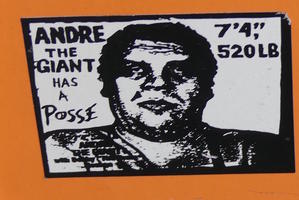 ANDRE
THE
GIANT
HAS
A
POSSE
7'4",
520 LB